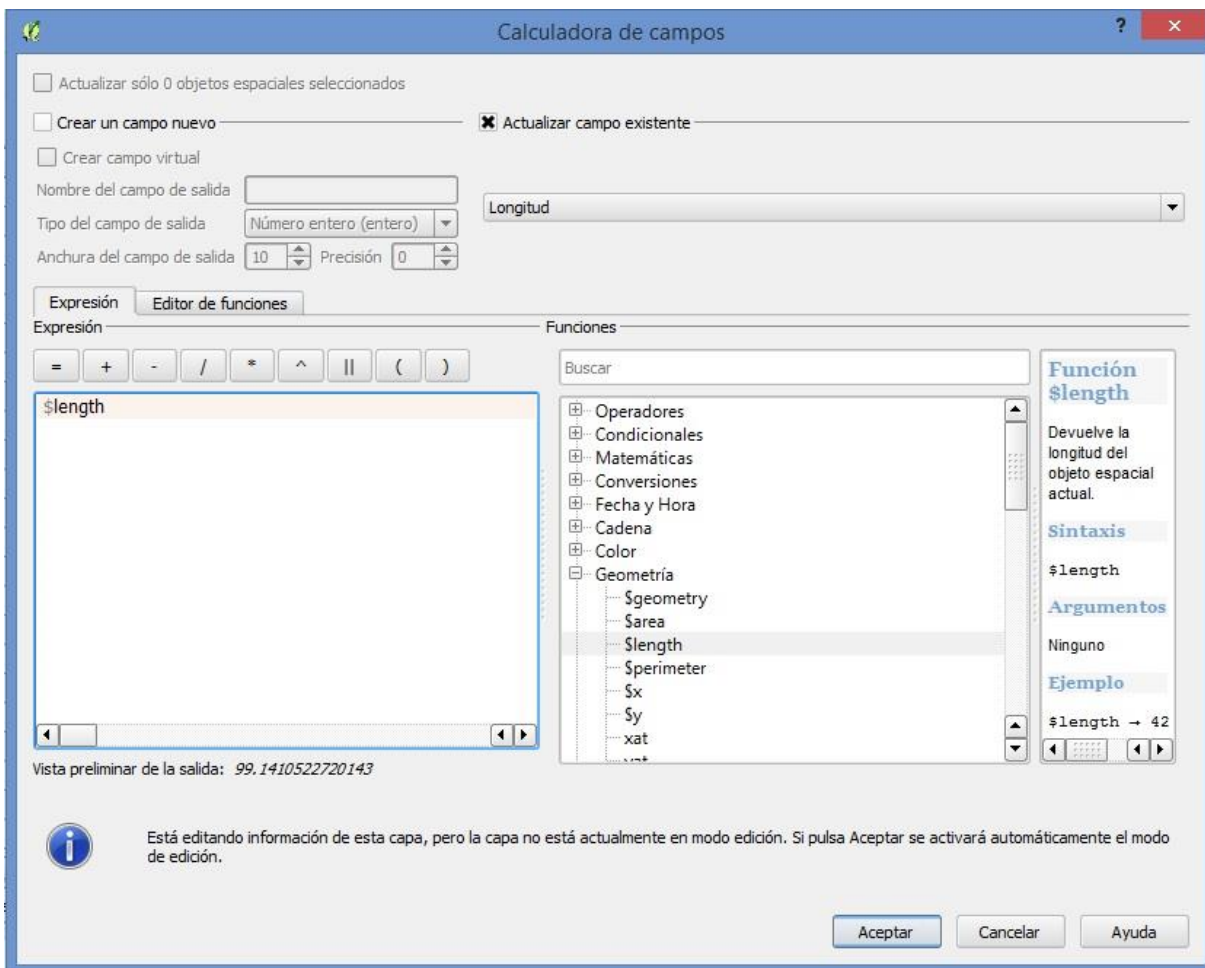 Calculadora de campos
?
×
Actualizar sólo 0 objetos espaciales seleccionados
Crear un campo nuevo
Actualizar campo existente
Crear campo virtual
Nombre del campo de salida
Longitud
Tipo del campo de salida Número entero (entero)
Anchura del campo de salida 10 Precisión 0
Expresión Editor de funciones
Expresión
= + - / * ^ || ( )
$length
Vista preliminar de la salida: 99.1410522720143
Funciones
Buscar
Operadores
Condicionales
Matemáticas
Conversiones
Fecha y Hora
Cadena
Color
Geometría
$geometry
$area
$length
$perimeter
$x
$y
xat
Función
$length
Devuelve la
longitud del
objeto espacial
actual.
Sintaxis
$length
Argumentos
Ninguno
Ejemplo
$length → 42
Está editando información de esta capa, pero la capa no está actualmente en modo edición. Si pulsa Aceptar se activará automáticamente el modo
de edición.
Aceptar Cancelar Ayuda